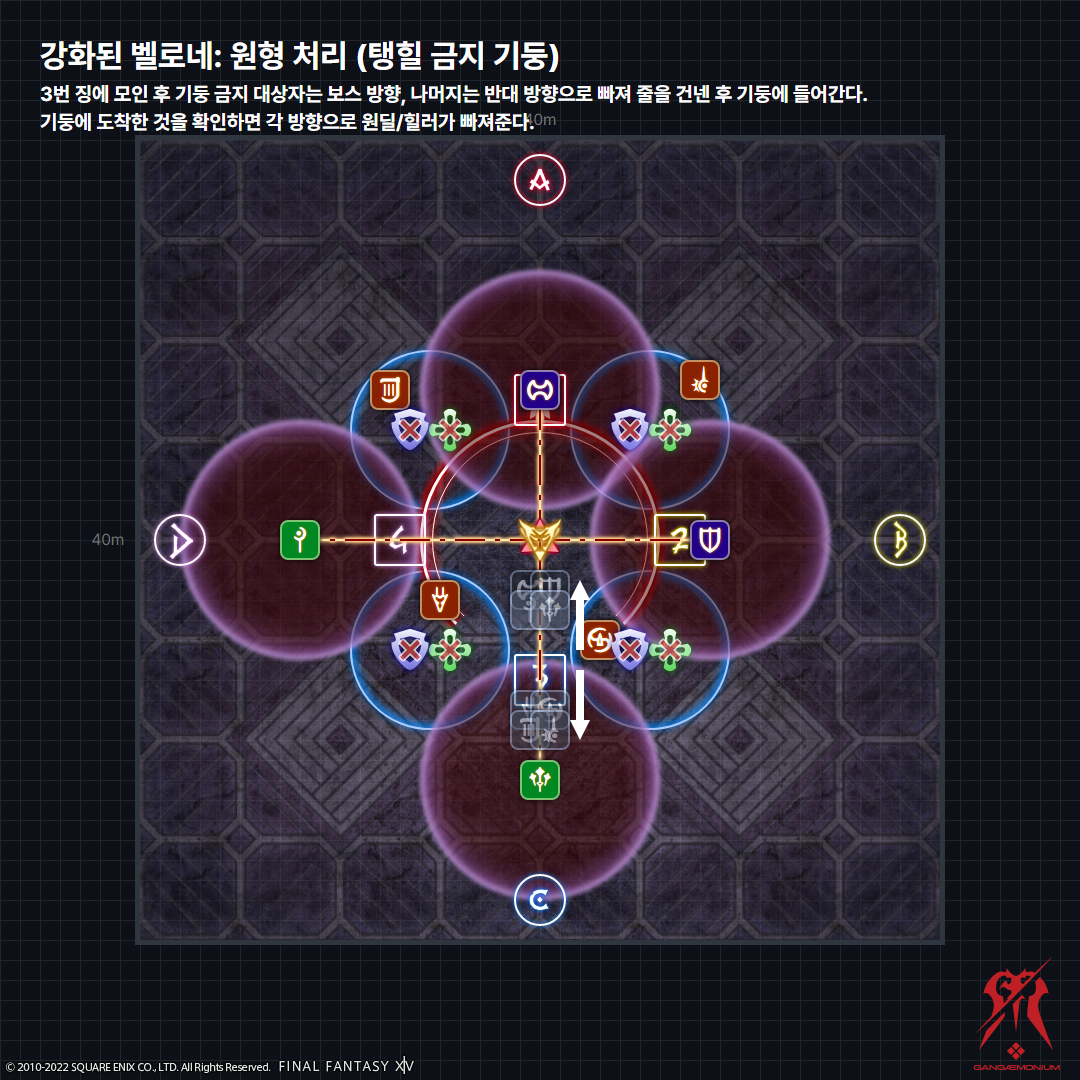 강화된 벨로네: 원형 처리 (탱힐 금지 기둥)
3번 징에 모인 후 기둥 금지 대상자는 보스 방향, 나머지는 반대 방향으로 빠져 줄을 건넨 후 기둥에 들어간다.
기둥에 도착한 것을 확인하면 각 방향으로 원딜/힐러가 빠져준다.
40m
A
40m
4
2
D
B
3
C
© 2010-2022 SQUARE ENIX CO., LTD. All Rights Reserved. FINAL FANTASY XIV
GANGÆMONIUM